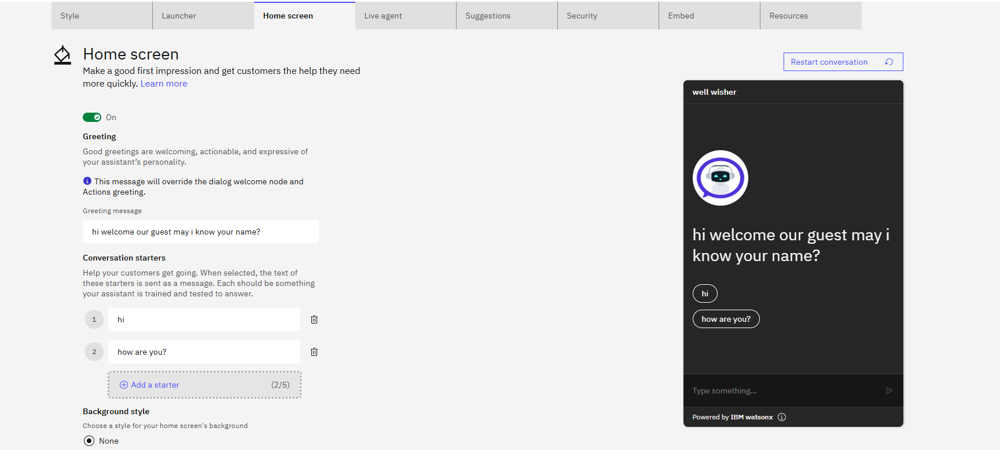 Style
Launcher
Home screen
Live agent
Suggestions
Security
Embed
Resources
Home screen
Make a good first impression and get customers the help they need
more quickly. Learn more
On
Greeting
Good greetings are welcoming, actionable, and expressive of
your assistant’s personality.
This message will override the dialog welcome node and
Actions greeting.
Greeting message
hi welcome our guest may i know your name?
Conversation starters
Help your customers get going. When selected, the text of
these starters is sent as a message. Each should be something
your assistant is trained and tested to answer.
1
hi
2
how are you?
Add a starter
(2/5)
Background style
Choose a style for your home screen's background
None
Restart conversation
well wisher
hi welcome our guest may i
know your name?
hi
how are you?
Type something...
Powered by IBM watsonx